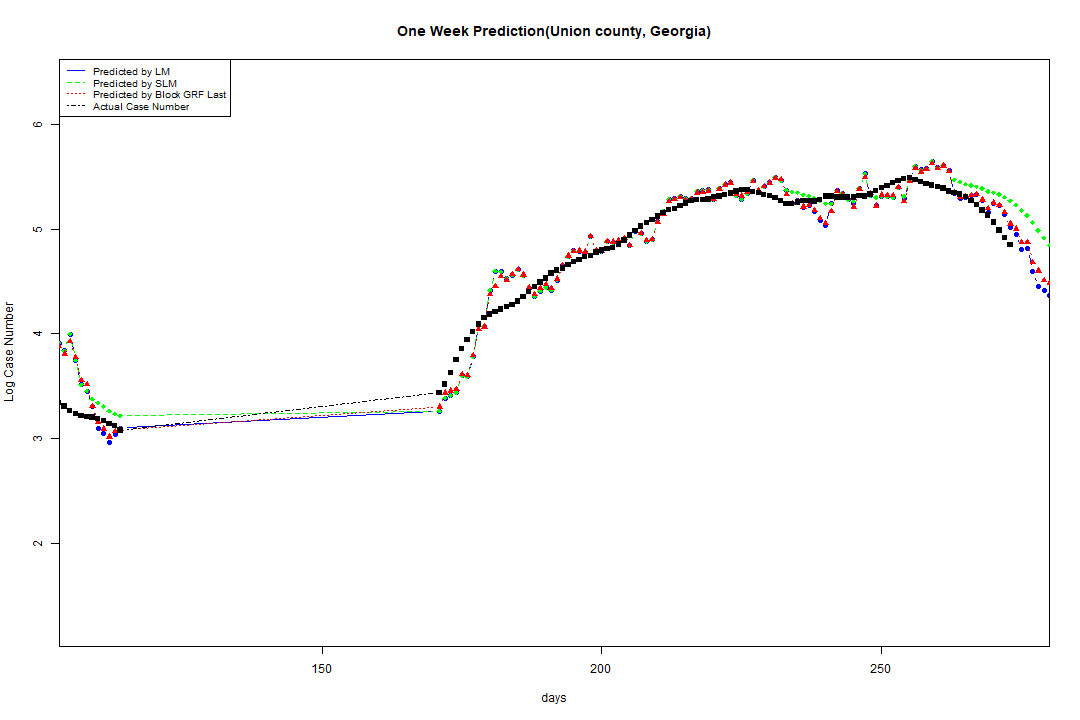 One Week Prediction(Union county, Georgia)
Predicted by LM
Predicted by SLM
Predicted by Block GRF Last
Actual Case Number
6
5
4
3
2
Log Case Number
150
200
250
days